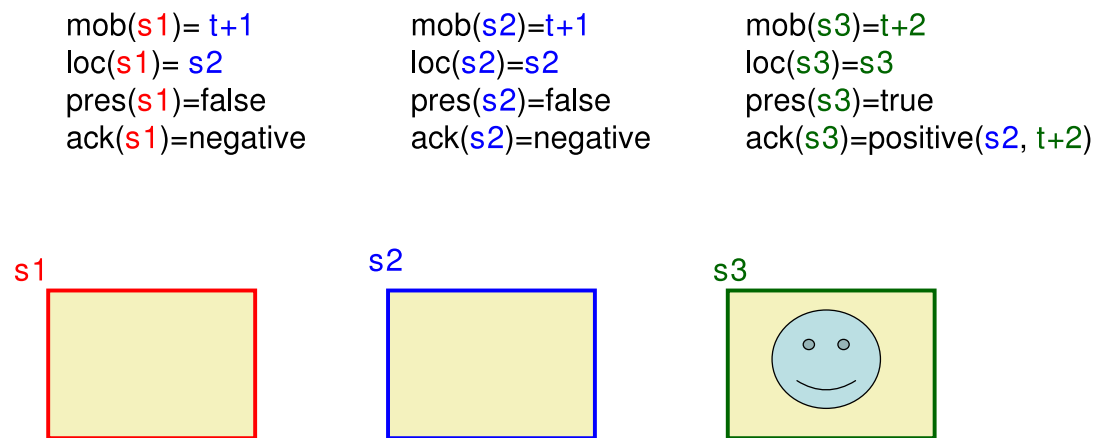 mob(s1)= t+1
loc(s1)= s2
pres(s1)=false
ack(s1)=negative
mob(s2)=t+1
loc(s2)=s2
pres(s2)=false
ack(s2)=negative
mob(s3)=t+2
loc(s3)=s3
pres(s3)=true
ack(s3)=positive(s2, t+2)
s1
s2
s3